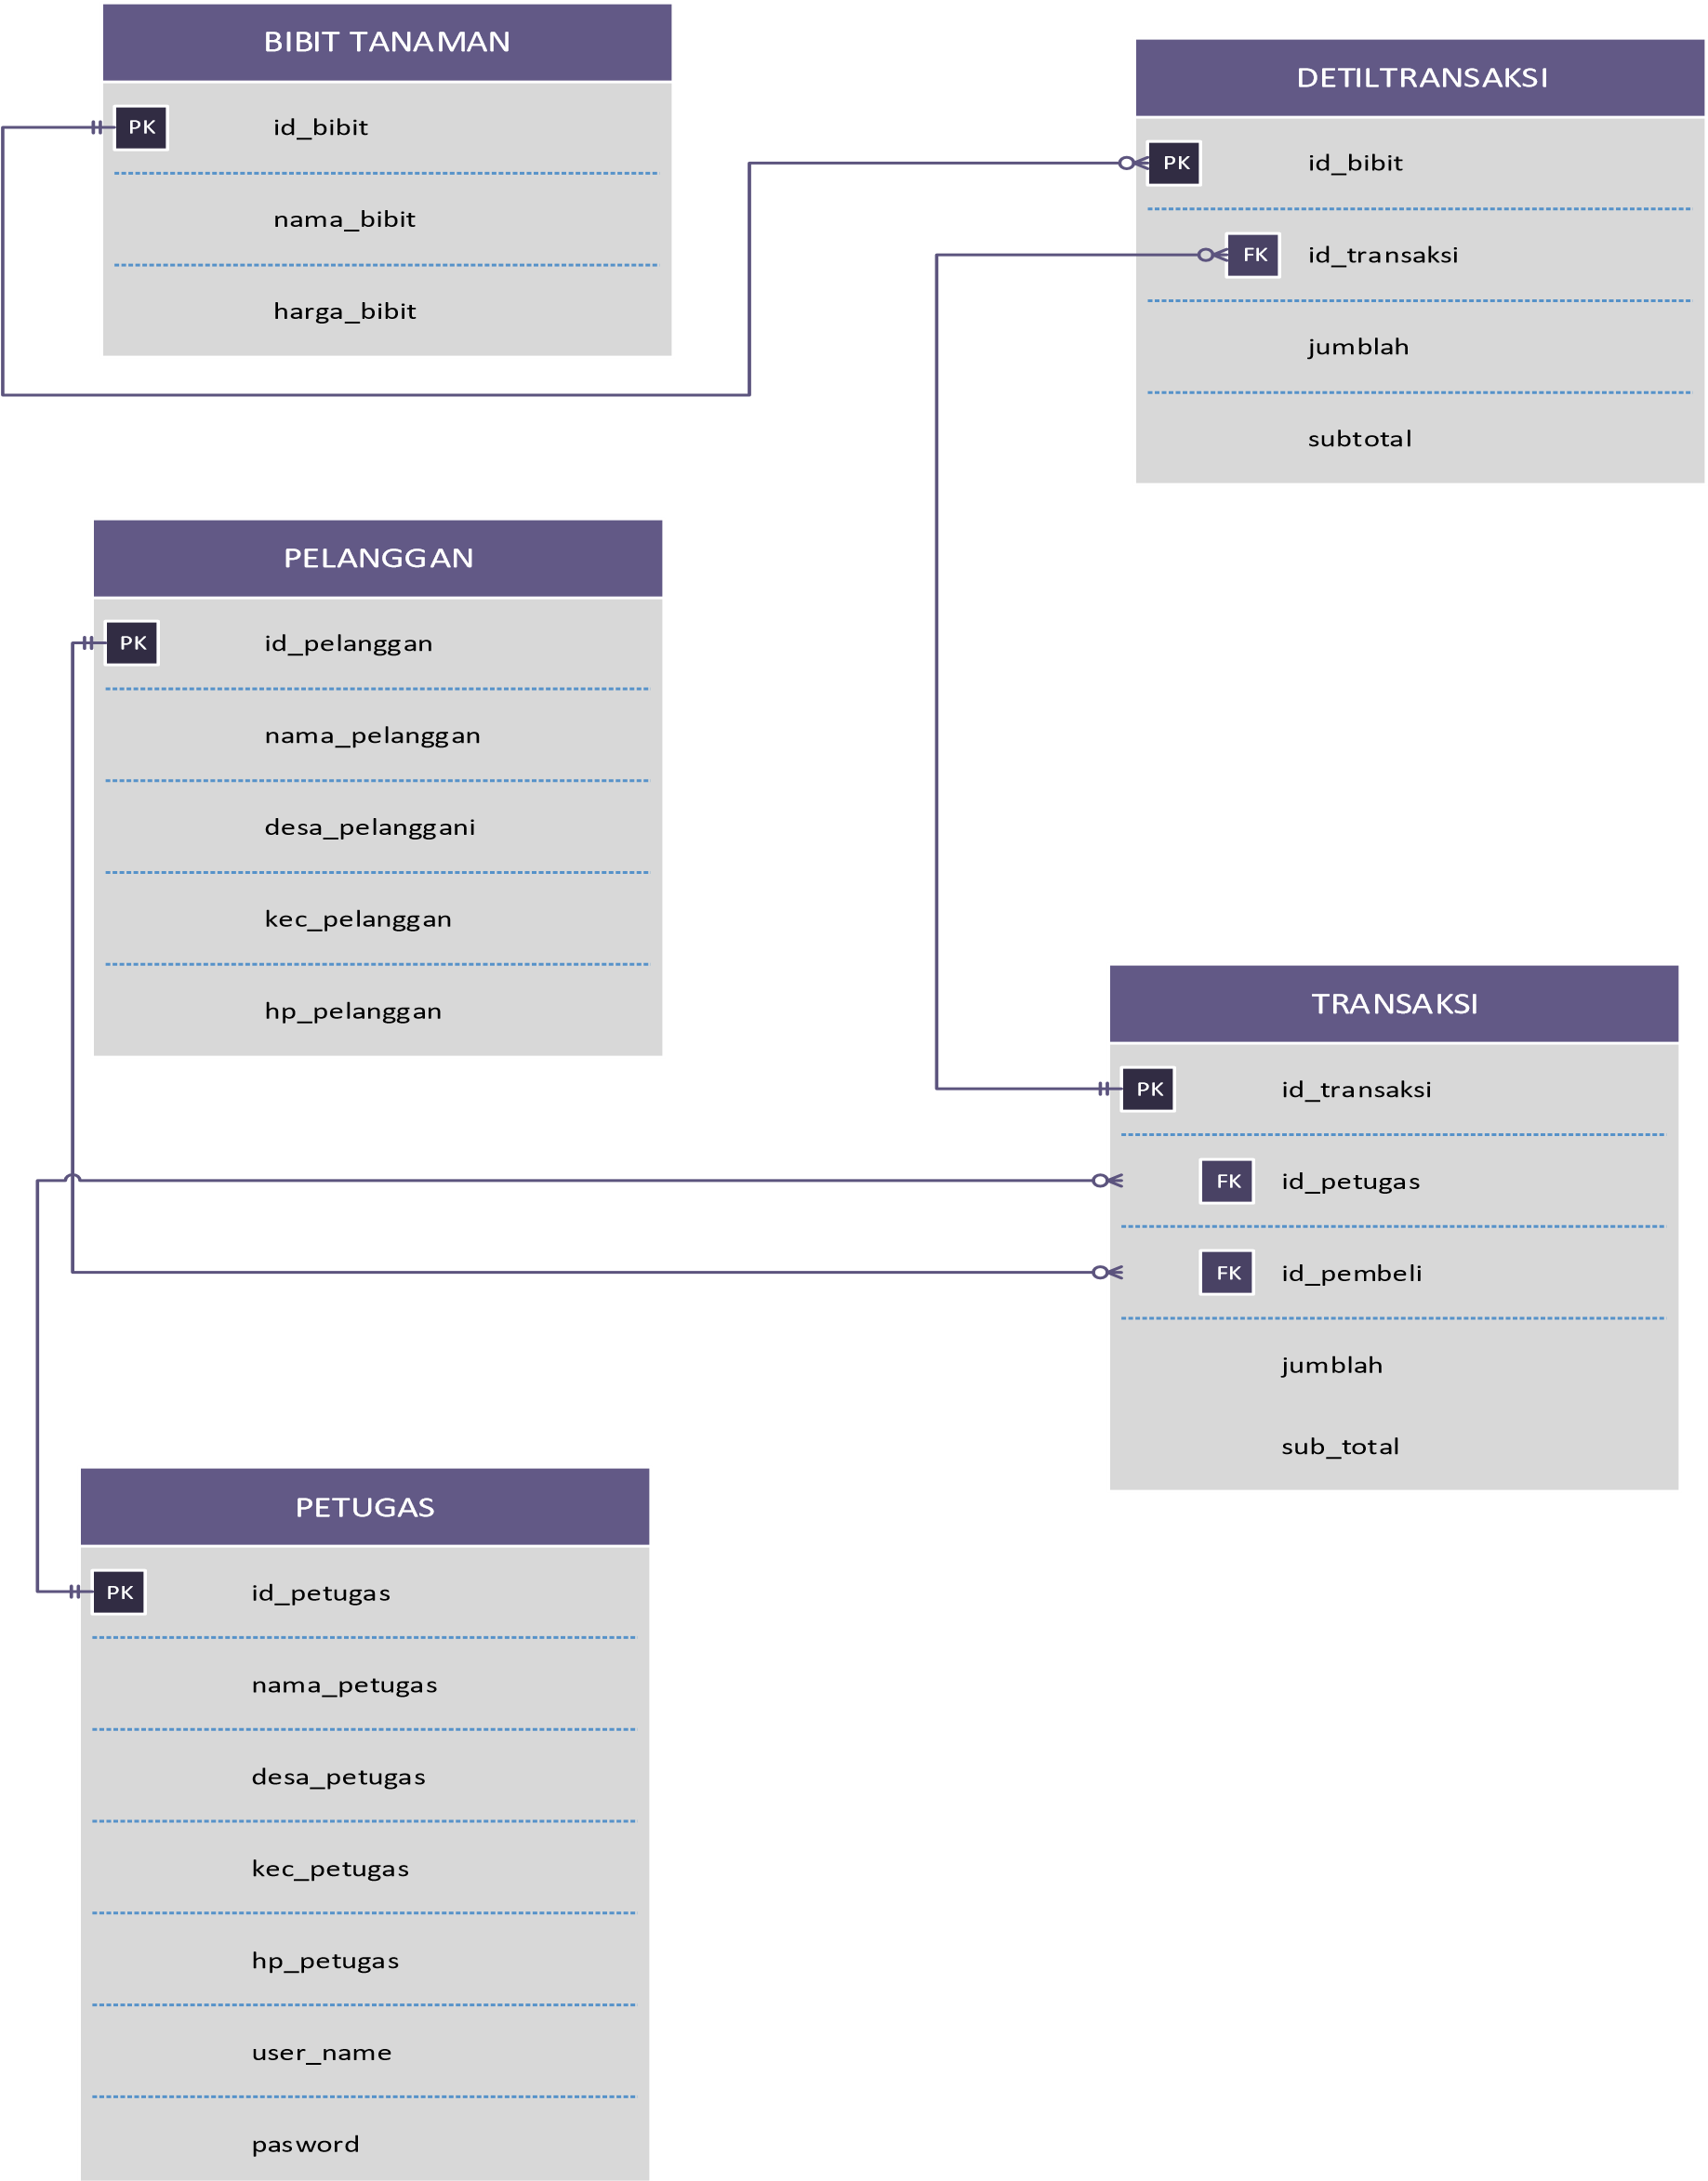 BIBIT TANAMAN
PK id_bibit
nama_bibit
harga_bibit
DETILTRANSAKSI
PK id_bibit
FK id_transaksi
jumblah
subtotal
PELANGGAN
PK id_pelanggan
nama_pelanggan
desa_pelanggani
kec_pelanggan
hp_pelanggan
TRANSAKSI
PK id_transaksi
FK id_petugas
FK id_pembeli
jumblah
sub_total
PETUGAS
PK id_petugas
nama_petugas
desa_petugas
kec_petugas
hp_petugas
user_name
pasword